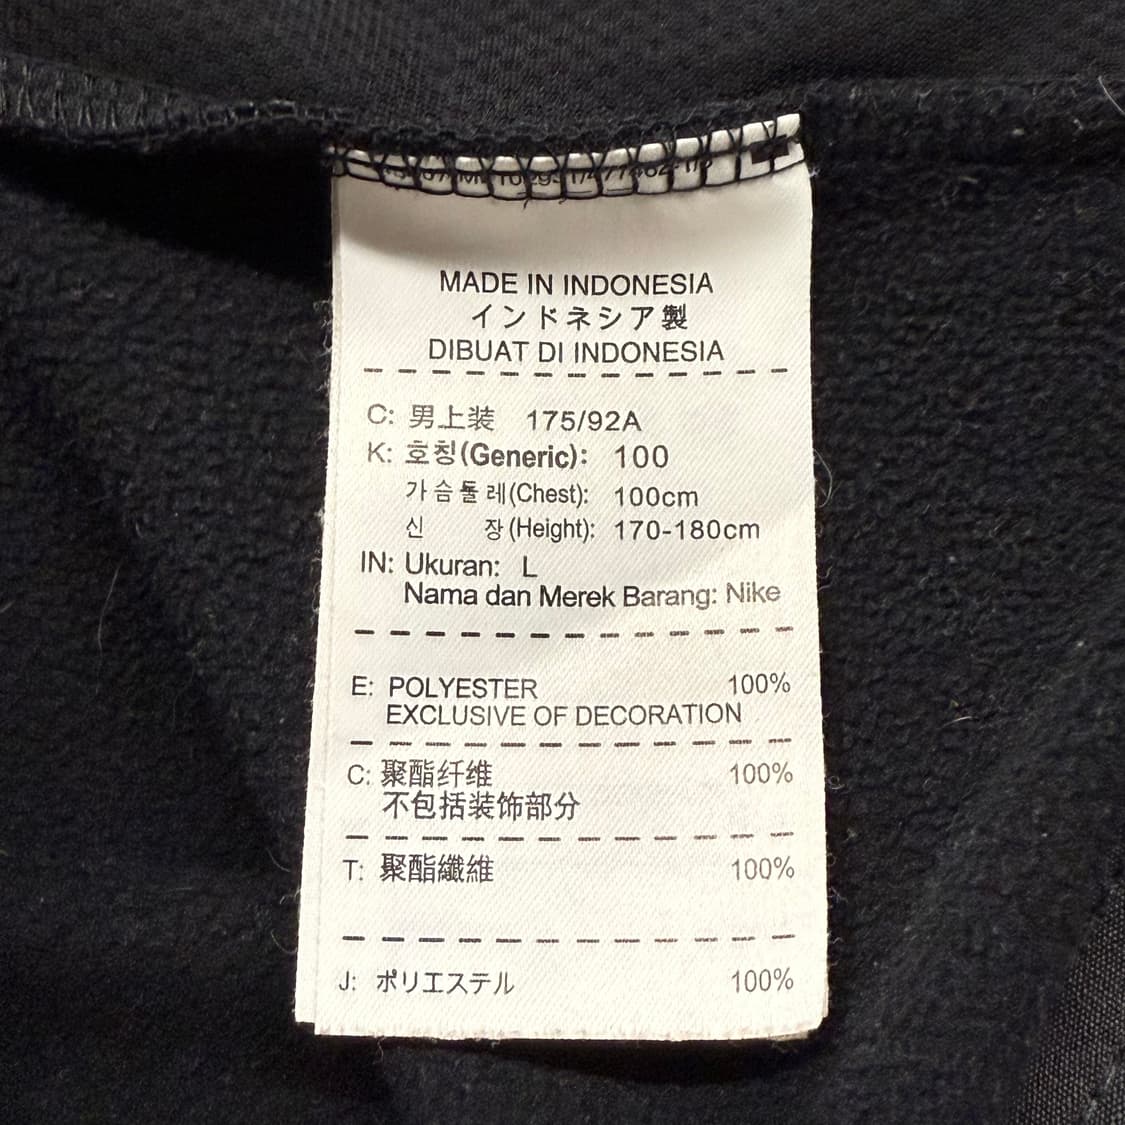 MADE IN INDONESIA
インドネシア製
DIBUAT DI INDONESIA
C: 男上装 175/92A
K: 호칭(Generic): 100
가슴둘레(Chest): 100cm
신 장(Height): 170-180cm
IN: Ukuran: L
Nama dan Merek Barang: Nike
E: POLYESTER 100%
EXCLUSIVE OF DECORATION
C: 聚酯纤维 100%
不包括装饰部分
T: 聚酯纖維 100%
J: ポリエステル 100%